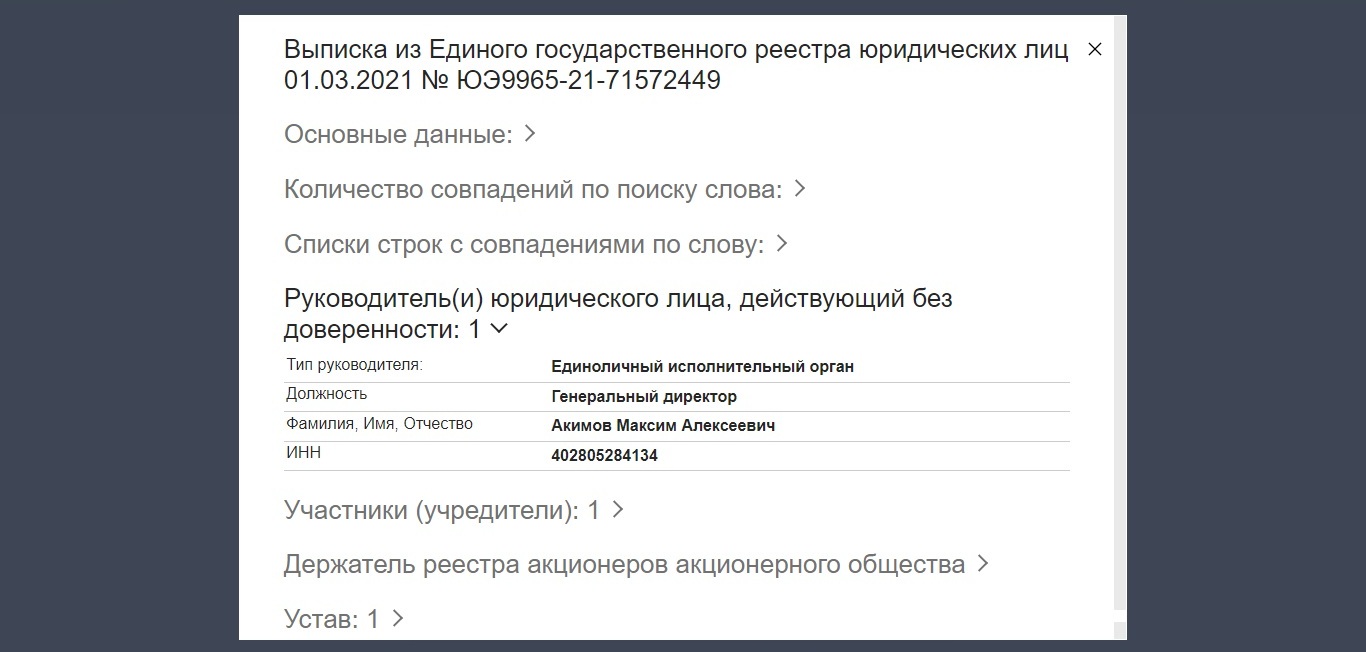 Выписка из Единого государственного реестра юридических лиц
01.03.2021 № ЮЭ9965-21-71572449
Основные данные:
Количество совпадений по поиску слова:
Списки строк с совпадениями по слову:
Руководитель(и) юридического лица, действующий без
доверенности: 1
Тип руководителя: Единоличный исполнительный орган
Должность Генеральный директор
Фамилия, Имя, Отчество Акимов Максим Алексеевич
ИНН 402805284134
Участники (учредители): 1
Держатель реестра акционеров акционерного общества
Устав: 1